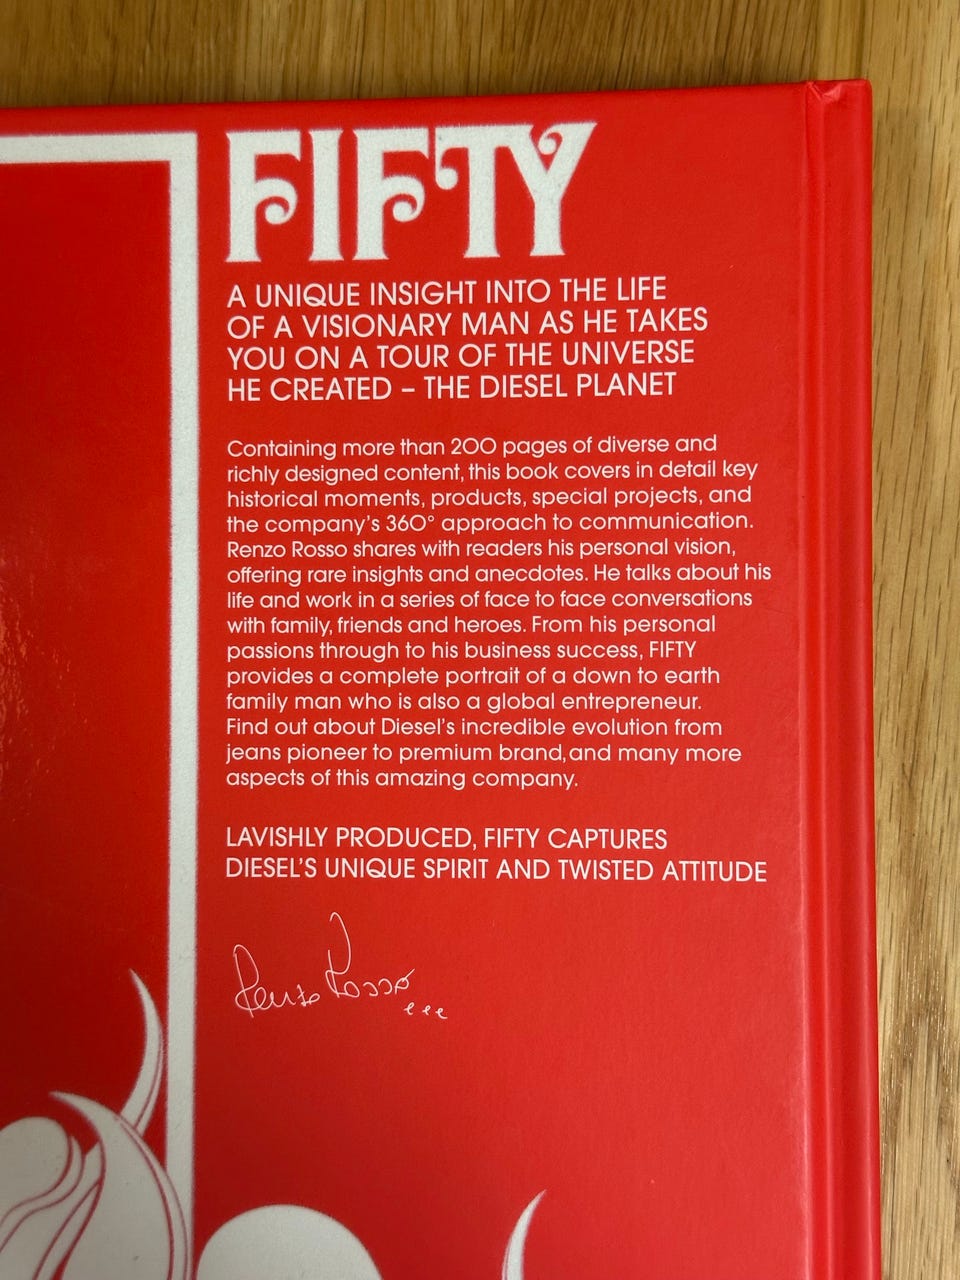 FIFTY
A UNIQUE INSIGHT INTO THE LIFE
OF A VISIONARY MAN AS HE TAKES
YOU ON A TOUR OF THE UNIVERSE
HE CREATED – THE DIESEL PLANET
Containing more than 200 pages of diverse and
richly designed content, this book covers in detail key
historical moments, products, special projects, and
the company's 360° approach to communication.
Renzo Rosso shares with readers his personal vision,
offering rare insights and anecdotes. He talks about his
life and work in a series of face to face conversations
with family, friends and heroes. From his personal
passions through to his business success, FIFTY
provides a complete portrait of a down to earth
family man who is also a global entrepreneur.
Find out about Diesel's incredible evolution from
jeans pioneer to premium brand, and many more
aspects of this amazing company.
LAVISHLY PRODUCED, FIFTY CAPTURES
DIESEL'S UNIQUE SPIRIT AND TWISTED ATTITUDE
Renzo Rosso